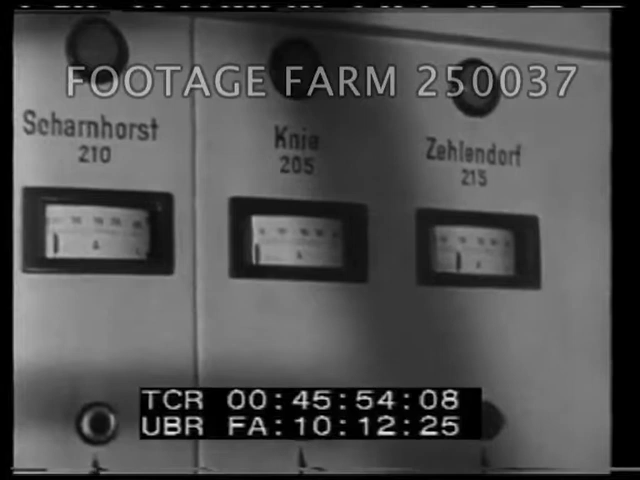 FOOTAGE FARM 250037
Scharnhorst
210
Knie
205
Zehlendorf
215
A
A
A
TCR 00:45:54:08
UBR FA:10:12:25